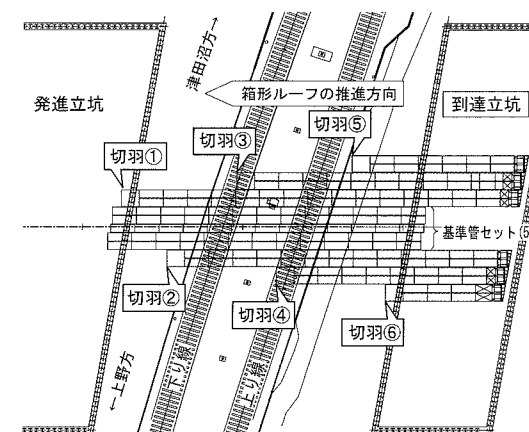 津田沼方→
箱形ルーフの推進方向
発進立坑
到達立坑
切羽⑤
切羽③
切羽①
基準管セット(5
切羽②
切羽④
切羽⑥
←上野方
下り線
上り線